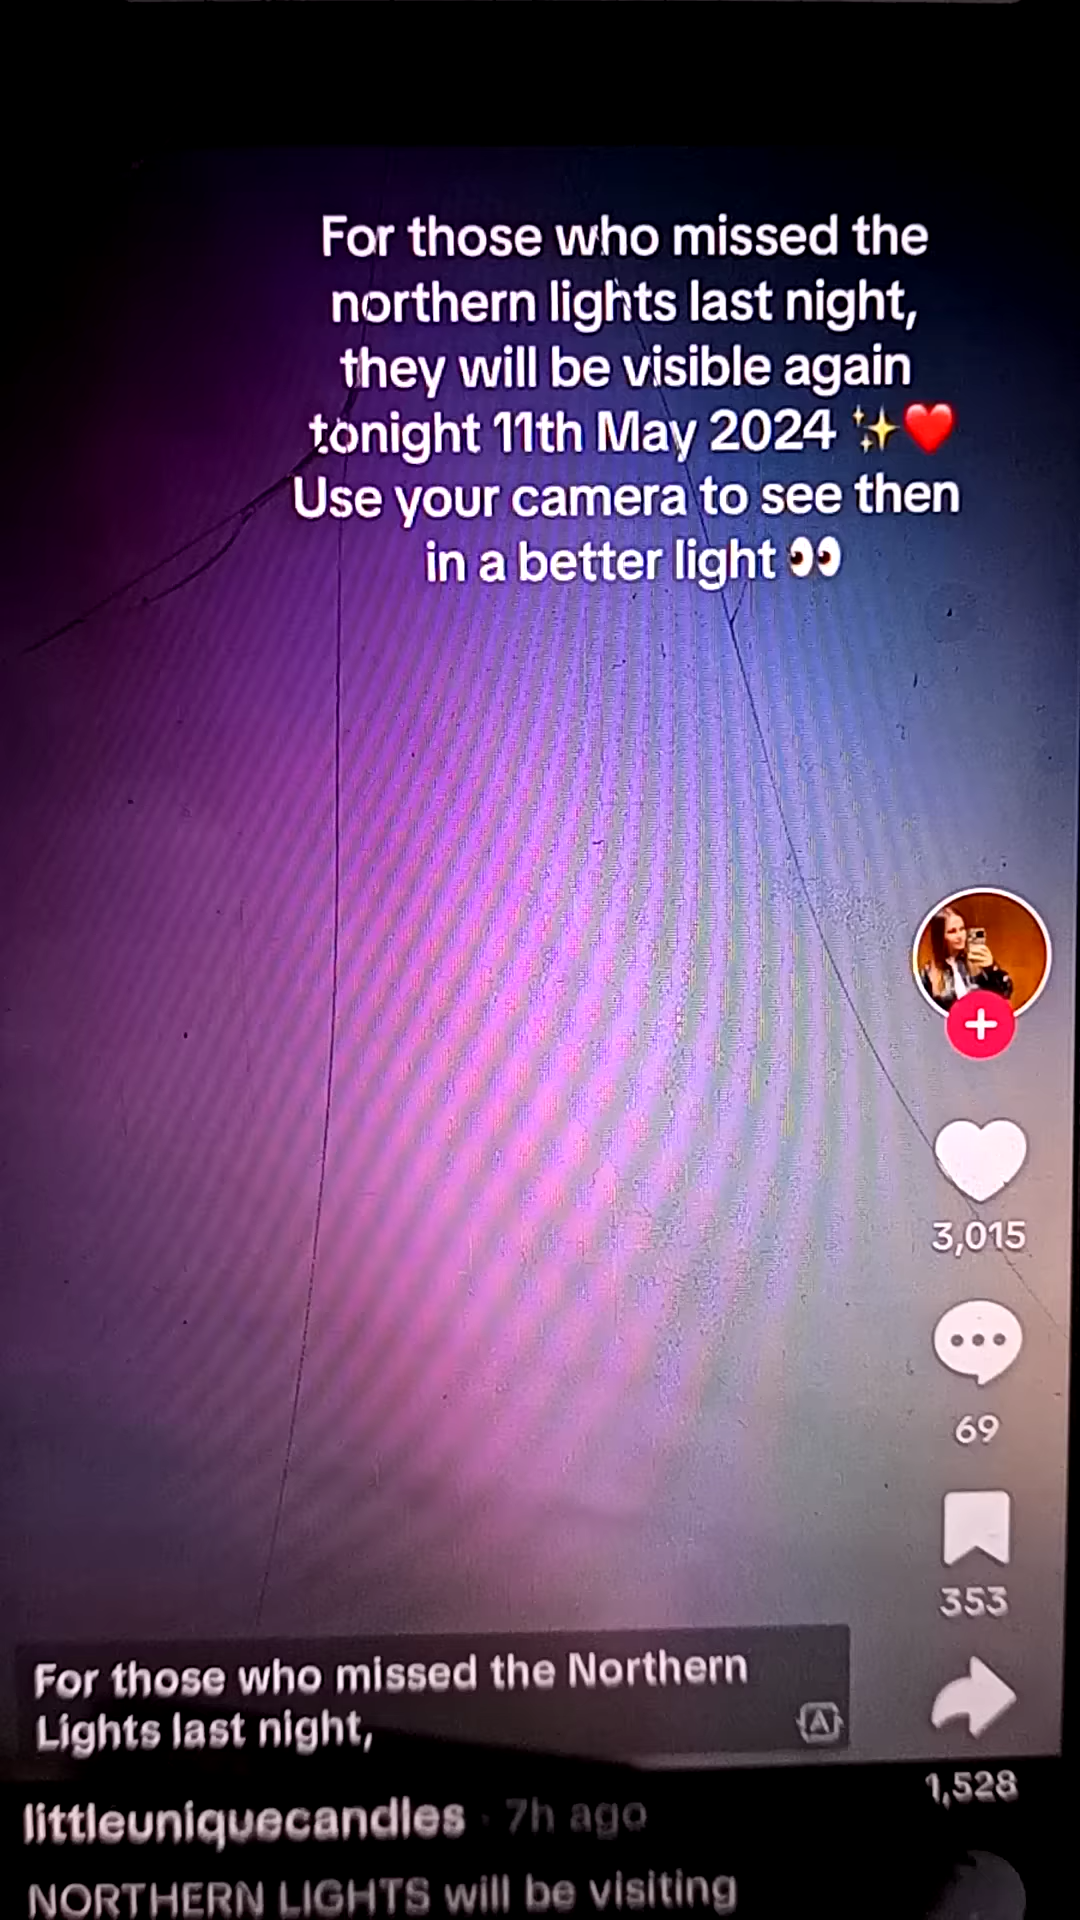 For those who missed the
northern lights last night,
they will be visible again
tonight 11th May 2024 ✨❤️
Use your camera to see then
in a better light 👀
3,015
69
353
For those who missed the Northern
Lights last night,
A
1,528
littleuniquecandles · 7h ago
NORTHERN LIGHTS will be visiting